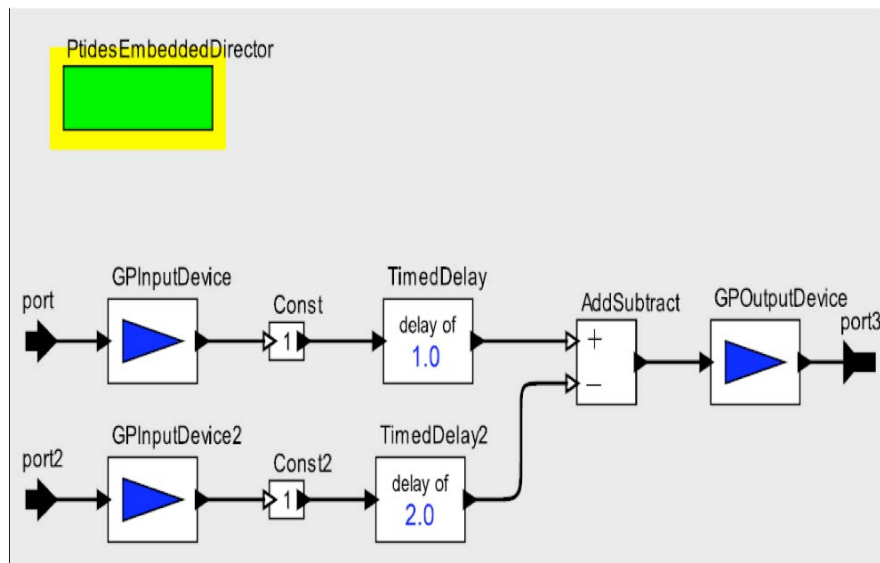 PtidesEmbeddedDirector
GPInputDevice
TimedDelay
port
Const
AddSubtract
GPOutputDevice
port3
delay of
1.0
1
+
−
GPInputDevice2
TimedDelay2
port2
Const2
delay of
2.0
1